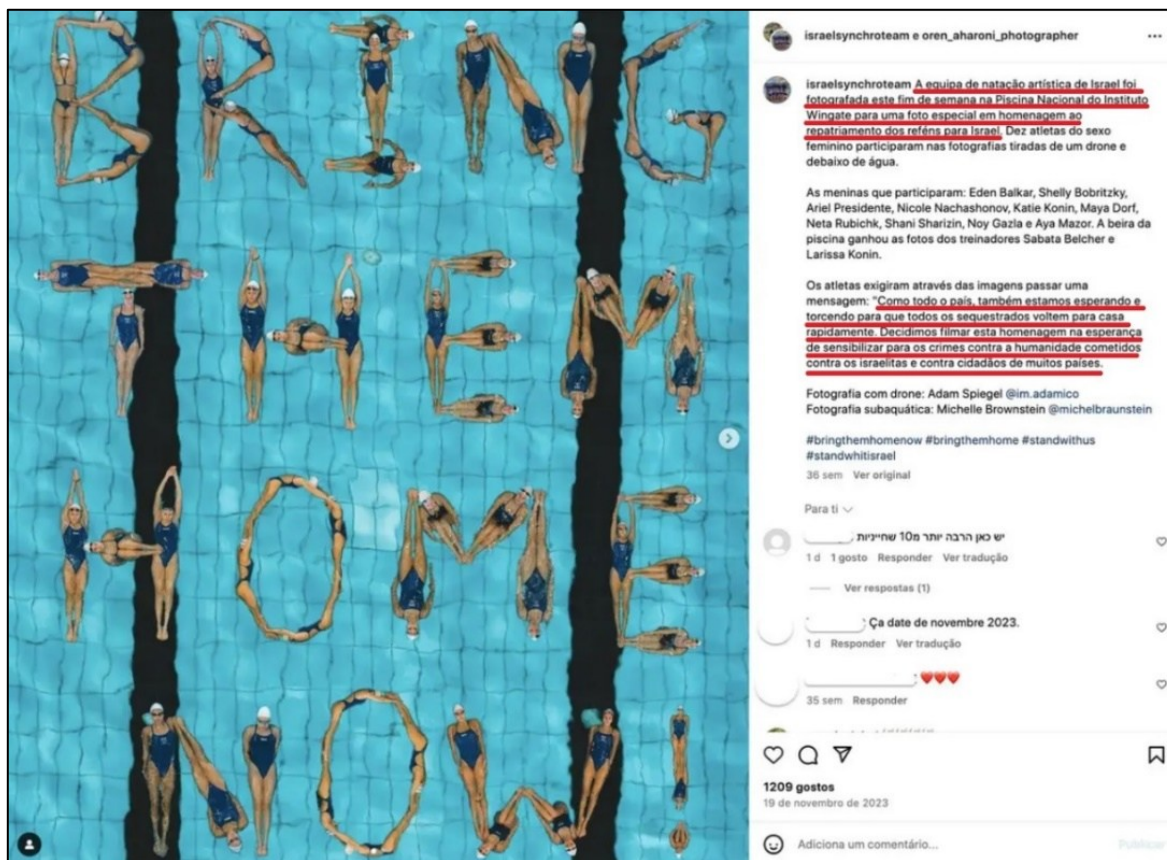 BRING
THEM
HOME
NOW!
israelsynchroteam e oren_aharoni_photographer
israelsynchroteam A equipa de natação artística de Israel foi
fotografada este fim de semana na Piscina Nacional do Instituto
Wingate para uma foto especial em homenagem ao
repatriamento dos reféns para Israel. Dez atletas do sexo
feminino participaram nas fotografias tiradas de um drone e
debaixo de água.
As meninas que participaram: Eden Balkar, Shelly Bobritzky,
Ariel Presidente, Nicole Nachashonov, Katie Konin, Maya Dorf,
Neta Rubichk, Shani Sharizin, Noy Gazla e Aya Mazor. A beira da
piscina ganhou as fotos dos treinadores Sabata Belcher e
Larissa Konin.
Os atletas exigiram através das imagens passar uma
mensagem: "Como todo o país, também estamos esperando e
torcendo para que todos os sequestrados voltem para casa
rapidamente. Decidimos filmar esta homenagem na esperança
de sensibilizar para os crimes contra a humanidade cometidos
contra os israelitas e contra cidadãos de muitos países.
Fotografia com drone: Adam Spiegel @im.adamico
Fotografia subaquática: Michelle Brownstein @michelbraunstein
#bringthemhomenow #bringthemhome #standwithus
#standwhitisrael
36 sem Ver original
Para ti
יש כאן הרבה יותר מ10 שחייניות
1 d 1 gosto Responder Ver tradução
Ver respostas (1)
Ça date de novembre 2023.
1 d Responder Ver tradução
❤️❤️❤️
35 sem Responder
1209 gostos
19 de novembro de 2023
Adiciona um comentário...
Publicar